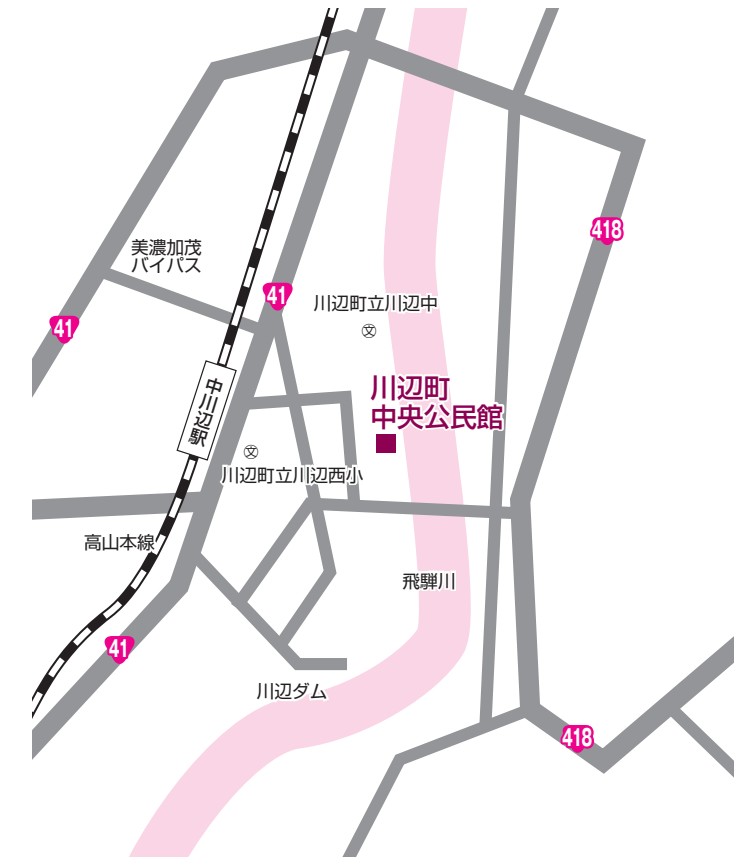 418
美濃加茂
バイパス
41
川辺町立川辺中
文
41
川辺町
中央公民館
中川辺駅
文
川辺町立川辺西小
高山本線
飛騨川
41
川辺ダム
418